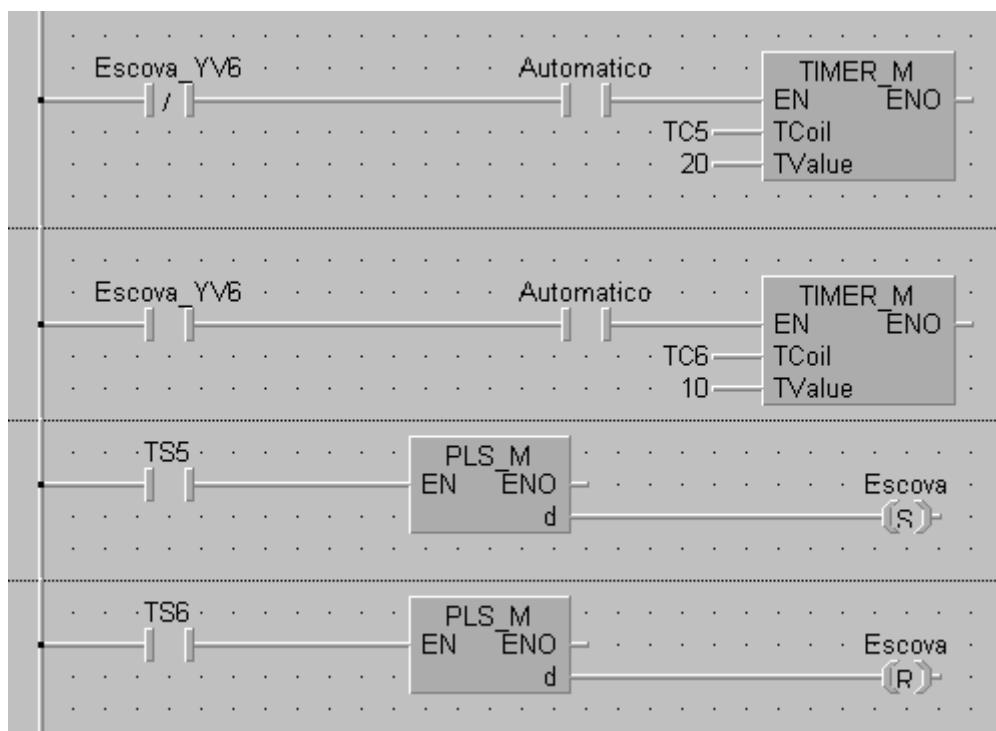 Escova_YV6 Automatico TIMER_M
/ EN ENO
TC5 TCoil
20 TValue
Escova_YV6 Automatico TIMER_M
EN ENO
TC6 TCoil
10 TValue
TS5 PLS_M
EN ENO Escova
d S
TS6 PLS_M
EN ENO Escova
d R